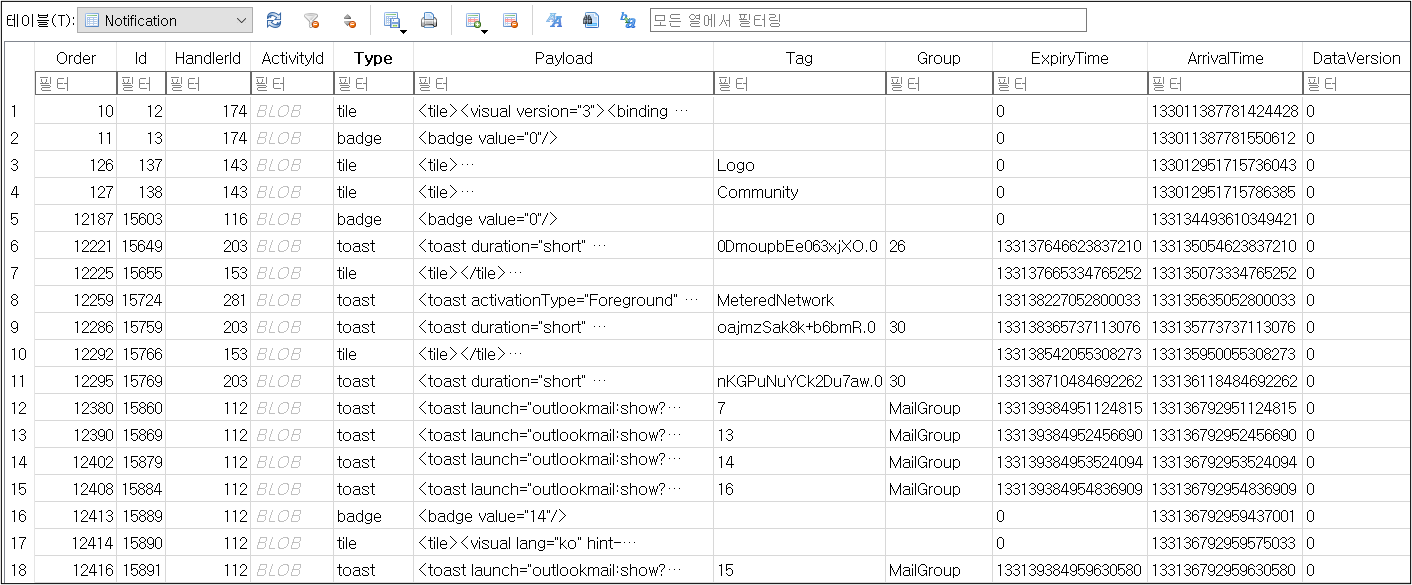 테이블(T): Notification 모든 열에서 필터링
Order Id HandlerId ActivityId Type Payload Tag Group ExpiryTime ArrivalTime DataVersion
필터 필터 필터 필터 필터 필터 필터 필터 필터 필터 필터
1 10 12 174 BLOB tile <tile><visual version="3"><binding ⋯ 0 133011387781424428 0
2 11 13 174 BLOB badge <badge value="0"/> 0 133011387781550612 0
3 126 137 143 BLOB tile <tile>⋯ Logo 0 133012951715736043 0
4 127 138 143 BLOB tile <tile>⋯ Community 0 133012951715786385 0
5 12187 15603 116 BLOB badge <badge value="0"/> 0 133134493610349421 0
6 12221 15649 203 BLOB toast <toast duration="short" ⋯ 0DmoupbEe063xjXO.0 26 133137646623837210 133135054623837210 0
7 12225 15655 153 BLOB tile <tile></tile>⋯ 133137665334765252 133135073334765252 0
8 12259 15724 281 BLOB toast <toast activationType="Foreground" ⋯ MeteredNetwork 133138227052800033 133135635052800033 0
9 12286 15759 203 BLOB toast <toast duration="short" ⋯ oajmzSak8k+b6bmR.0 30 133138365737113076 133135773737113076 0
10 12292 15766 153 BLOB tile <tile></tile>⋯ 133138542055308273 133135950055308273 0
11 12295 15769 203 BLOB toast <toast duration="short" ⋯ nKGPuNuYCk2Du7aw.0 30 133138710484692262 133136118484692262 0
12 12380 15860 112 BLOB toast <toast launch="outlookmail:show?⋯ 7 MailGroup 133139384951124815 133136792951124815 0
13 12390 15869 112 BLOB toast <toast launch="outlookmail:show?⋯ 13 MailGroup 133139384952456690 133136792952456690 0
14 12402 15879 112 BLOB toast <toast launch="outlookmail:show?⋯ 14 MailGroup 133139384953524094 133136792953524094 0
15 12408 15884 112 BLOB toast <toast launch="outlookmail:show?⋯ 16 MailGroup 133139384954836909 133136792954836909 0
16 12413 15889 112 BLOB badge <badge value="14"/> 0 133136792959437001 0
17 12414 15890 112 BLOB tile <tile><visual lang="ko" hint-⋯ 0 133136792959575033 0
18 12416 15891 112 BLOB toast <toast launch="outlookmail:show?⋯ 15 MailGroup 133139384959630580 133136792959630580 0